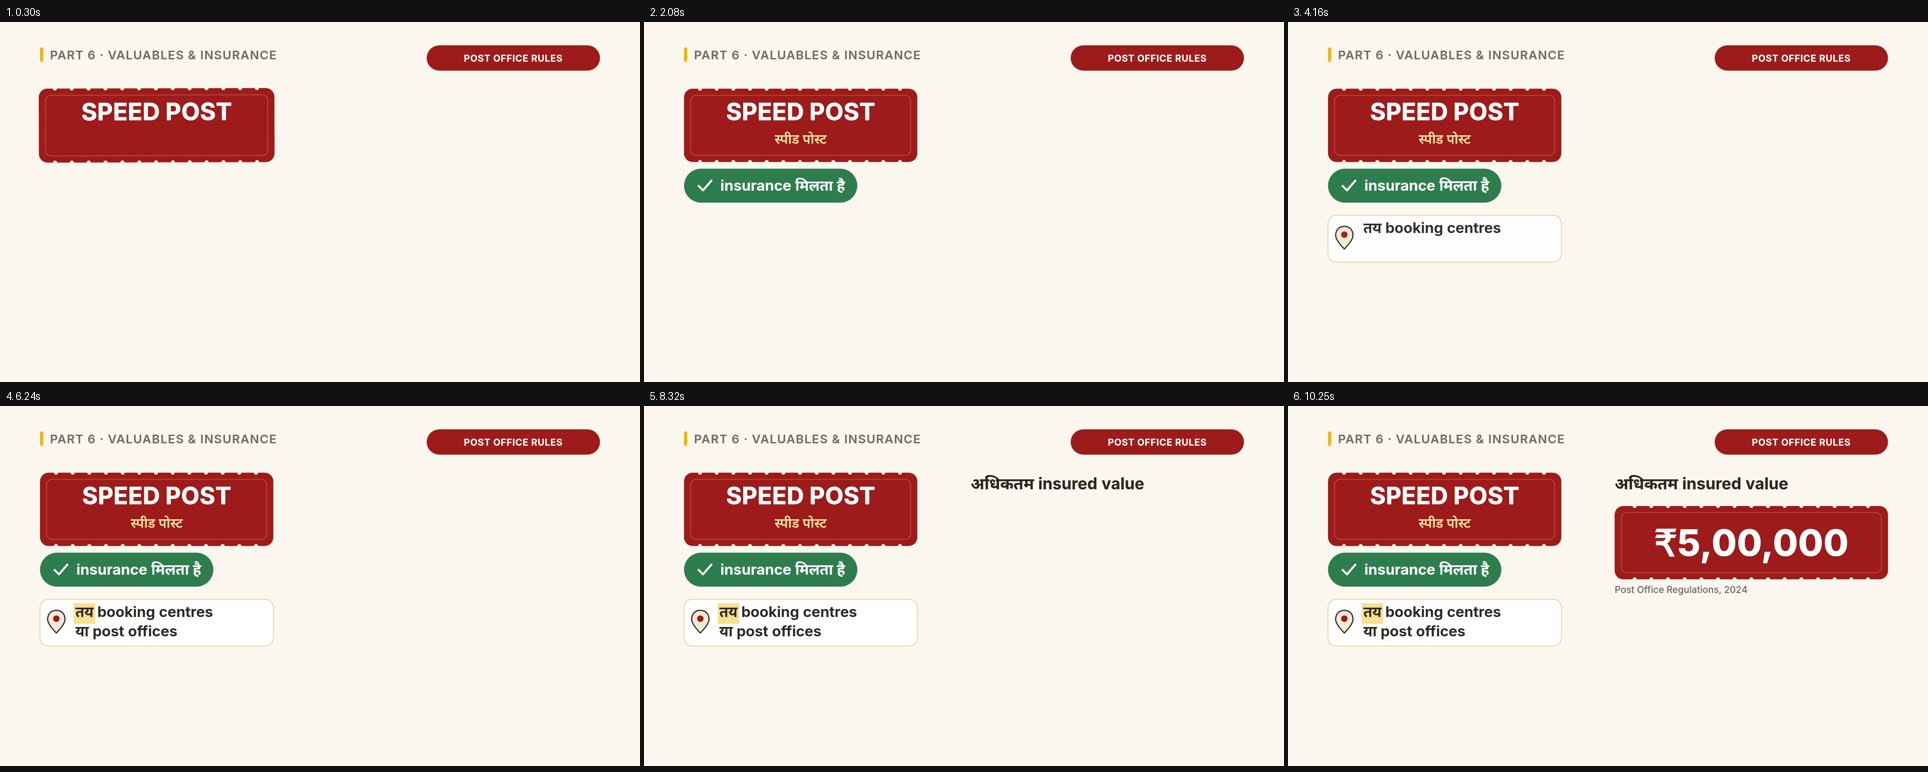 1. 0.30s
PART 6 · VALUABLES & INSURANCE
POST OFFICE RULES
SPEED POST
2. 2.08s
PART 6 · VALUABLES & INSURANCE
POST OFFICE RULES
SPEED POST
स्पीड पोस्ट
insurance मिलता है
3. 4.16s
PART 6 · VALUABLES & INSURANCE
POST OFFICE RULES
SPEED POST
स्पीड पोस्ट
insurance मिलता है
तय booking centres
4. 6.24s
PART 6 · VALUABLES & INSURANCE
POST OFFICE RULES
SPEED POST
स्पीड पोस्ट
insurance मिलता है
तय booking centres
या post offices
5. 8.32s
PART 6 · VALUABLES & INSURANCE
POST OFFICE RULES
SPEED POST
स्पीड पोस्ट
insurance मिलता है
तय booking centres
या post offices
अधिकतम insured value
6. 10.25s
PART 6 · VALUABLES & INSURANCE
POST OFFICE RULES
SPEED POST
स्पीड पोस्ट
insurance मिलता है
तय booking centres
या post offices
अधिकतम insured value
₹5,00,000
Post Office Regulations, 2024